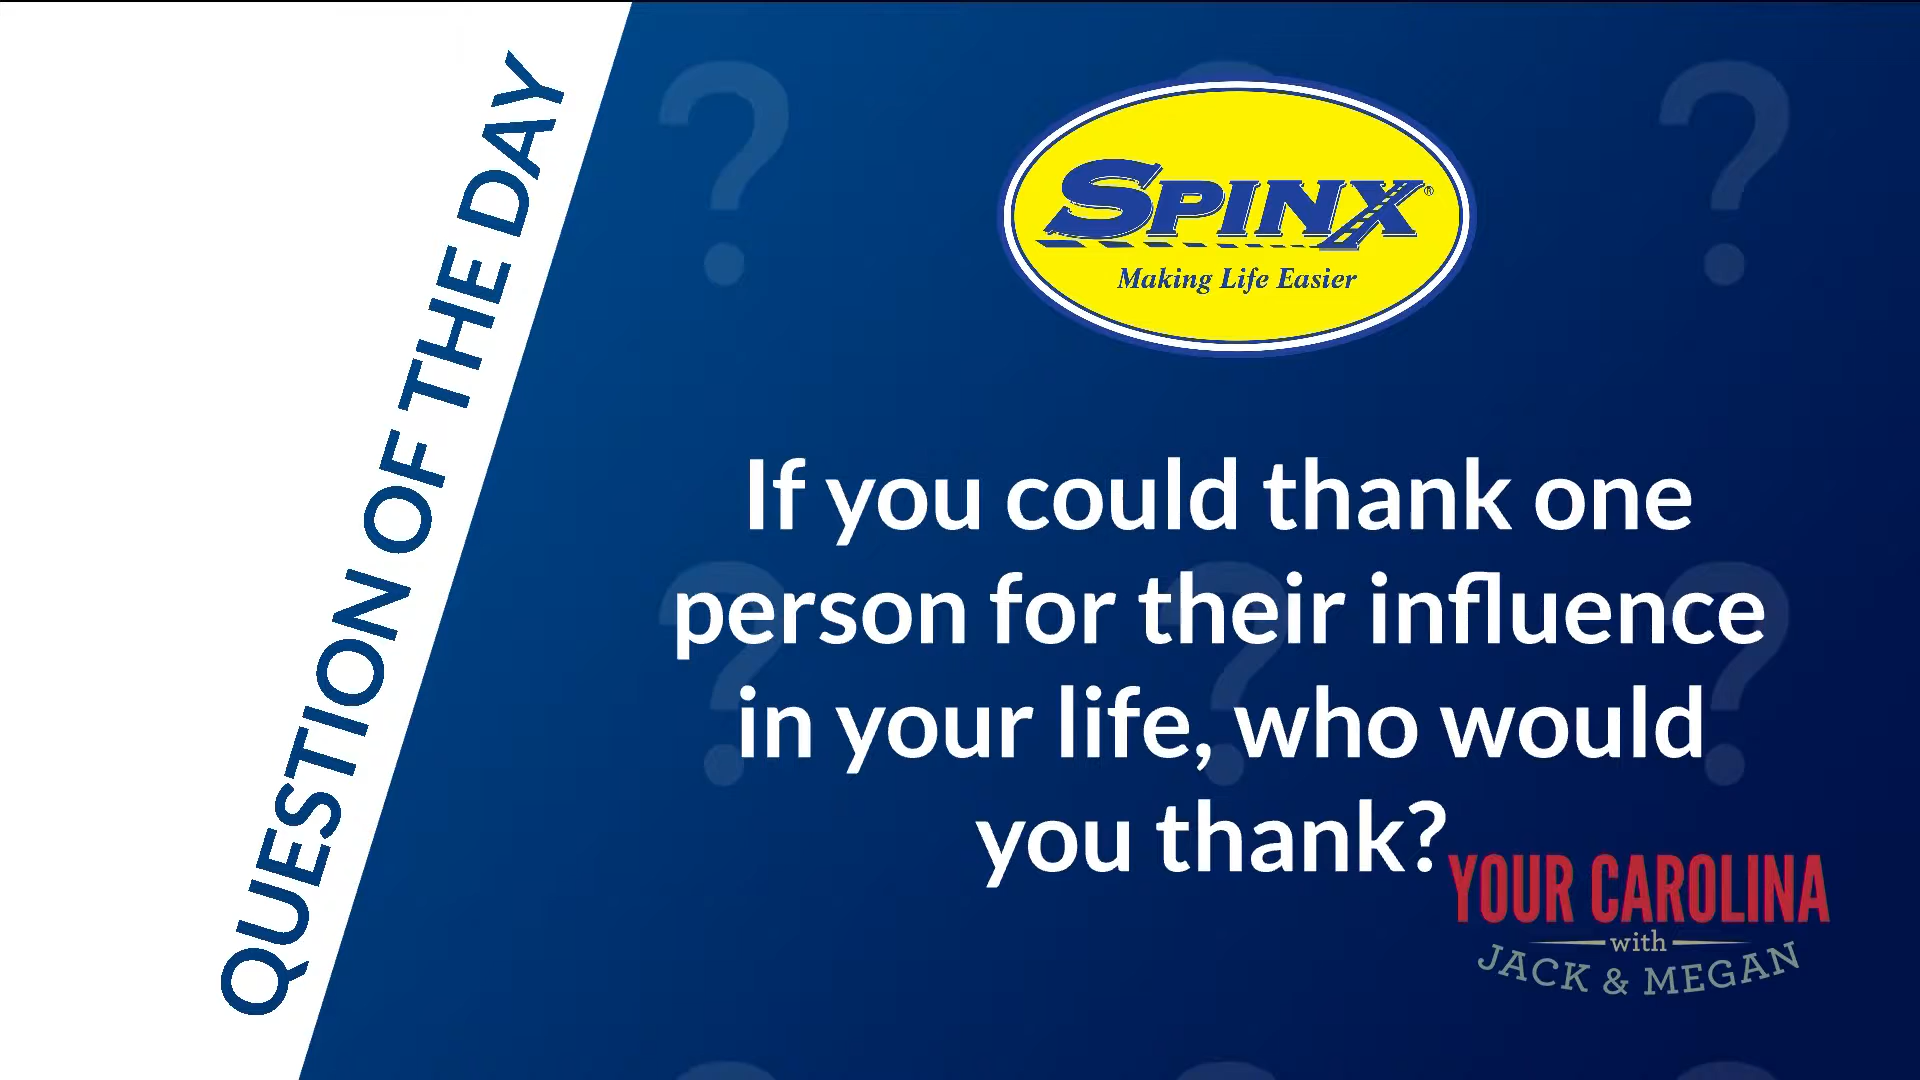 QUESTION OF THE DAY
SPINX®
Making Life Easier
If you could thank one
person for their influence
in your life, who would
you thank?
YOUR CAROLINA
with
JACK & MEGAN